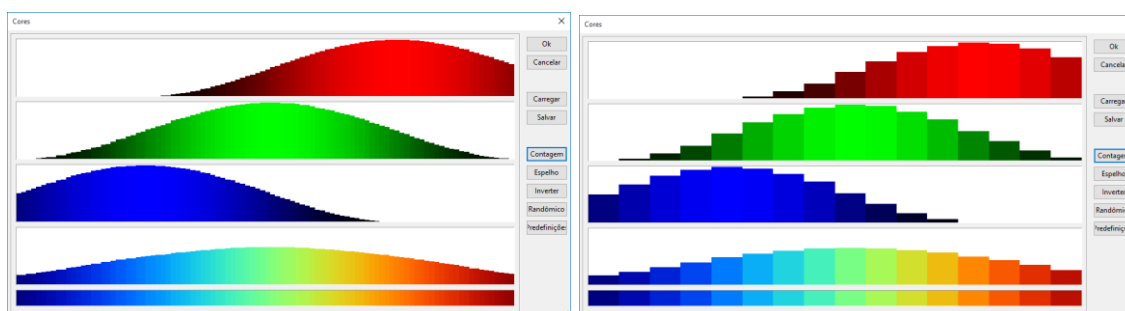 Cores
Ok
Cancelar
Carregar
Salvar
Contagem
Espelho
Inverter
Randômico
Predefinições
Cores
Ok
Cancelar
Carregar
Salvar
Contagem
Espelho
Inverter
Randômico
Predefiniçõe